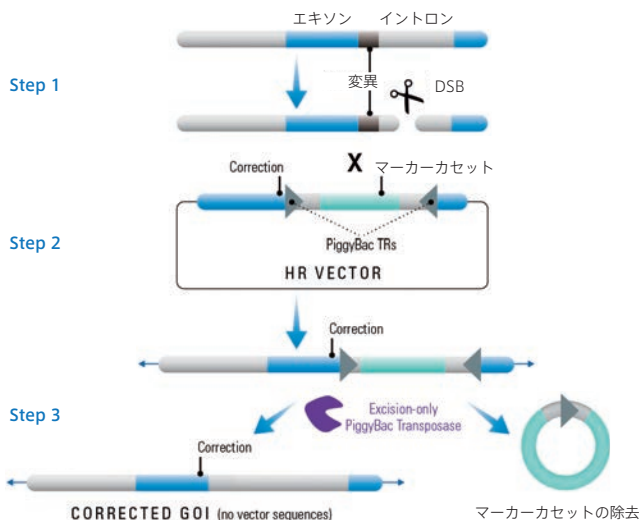 エキソン イントロン
Step 1
変異
DSB
Correction
X
マーカーカセット
Step 2
PiggyBac TRs
HR VECTOR
Correction
Step 3
Excision-only
PiggyBac Transposase
Correction
CORRECTED GOI (no vector sequences)
マーカーカセットの除去